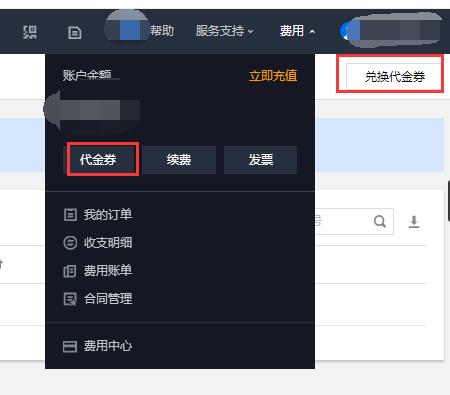 帮助
服务支持
费用
账户金额
立即充值
兑换代金券
代金券
续费
发票
我的订单
收支明细
费用账单
合同管理
费用中心